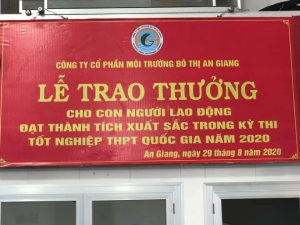 CÔNG TY CỔ PHẦN MÔI TRƯỜNG ĐÔ THỊ AN GIANG
LỄ TRAO THƯỞNG
CHO CON NGƯỜI LAO ĐỘNG
ĐẠT THÀNH TÍCH XUẤT SẮC TRONG KỲ THI
TỐT NGHIỆP THPT QUỐC GIA NĂM 2020
An Giang, ngày 29 tháng 8 năm 2020